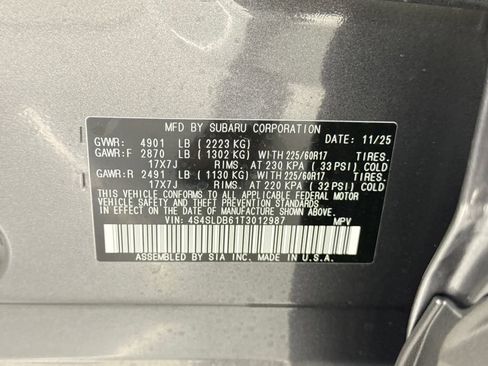 MFD BY SUBARU CORPORATION DATE: 11/25
GVWR: 4901 LB ( 2223 KG)
GAWR:F 2870 LB ( 1302 KG) WITH 225/60R17 TIRES.
17X7J RIMS. AT 230 KPA ( 33 PSI) COLD
GAWR:R 2491 LB ( 1130 KG) WITH 225/60R17 TIRES.
17X7J RIMS. AT 220 KPA ( 32 PSI) COLD
THIS VEHICLE CONFORMS TO ALL APPLICABLE FEDERAL MOTOR
VEHICLE SAFETY AND THEFT PREVENTION STANDARDS
IN EFFECT ON THE DATE OF MANUFACTURE SHOWN ABOVE.
VIN: 4S4SLDB61T3012987 MPV
ASSEMBLED BY SIA INC. MADE IN U.S.A.